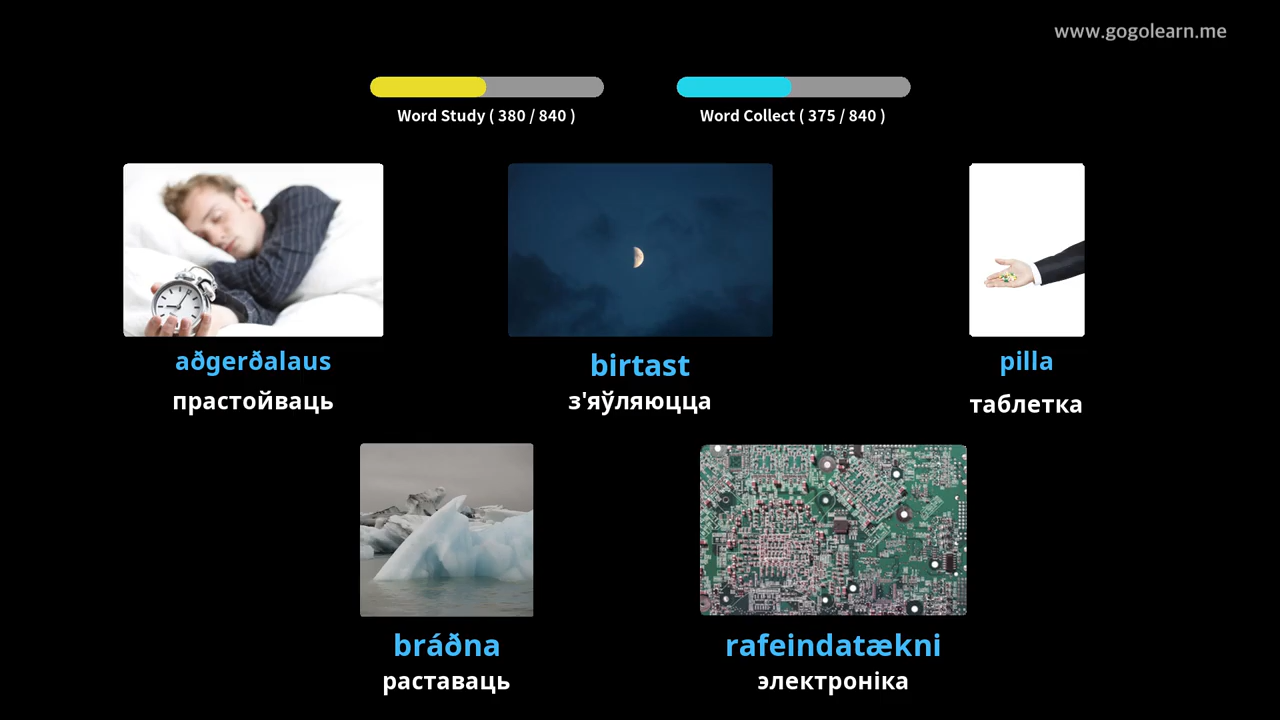 www.gogolearn.me
Word Study ( 380 / 840 )
Word Collect ( 375 / 840 )
aðgerðalaus
прастойваць
birtast
з'яўляюцца
pilla
таблетка
bráðna
раставаць
rafeindatækni
электроніка